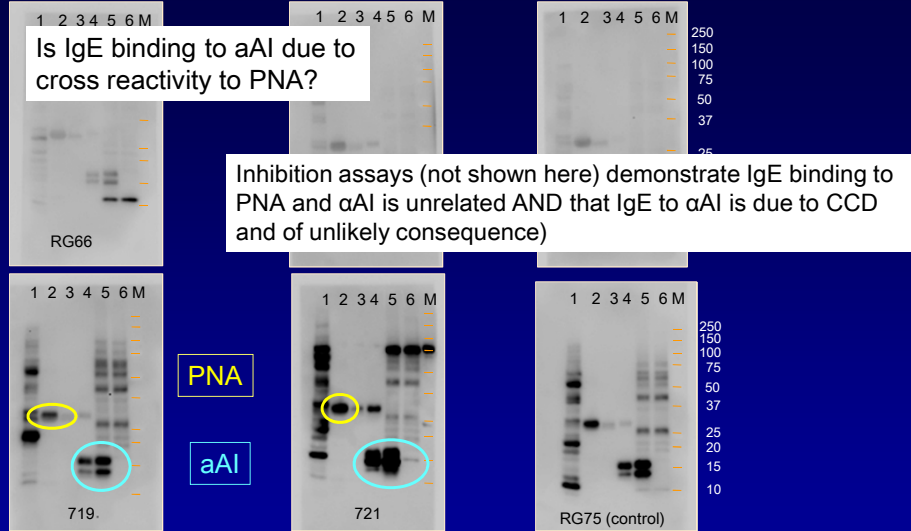 1 2 3 4 5 6 M
1 2 3 4 5 6 M
1 2 3 4 5 6 M
Is IgE binding to aAI due to
cross reactivity to PNA?
250
150
100
75
50
37
25
Inhibition assays (not shown here) demonstrate IgE binding to
PNA and αAI is unrelated AND that IgE to αAI is due to CCD
and of unlikely consequence)
RG66
1 2 3 4 5 6 M
1 2 3 4 5 6 M
1 2 3 4 5 6 M
250
150
100
75
50
37
25
20
15
10
PNA
aAI
719.
721
RG75 (control)